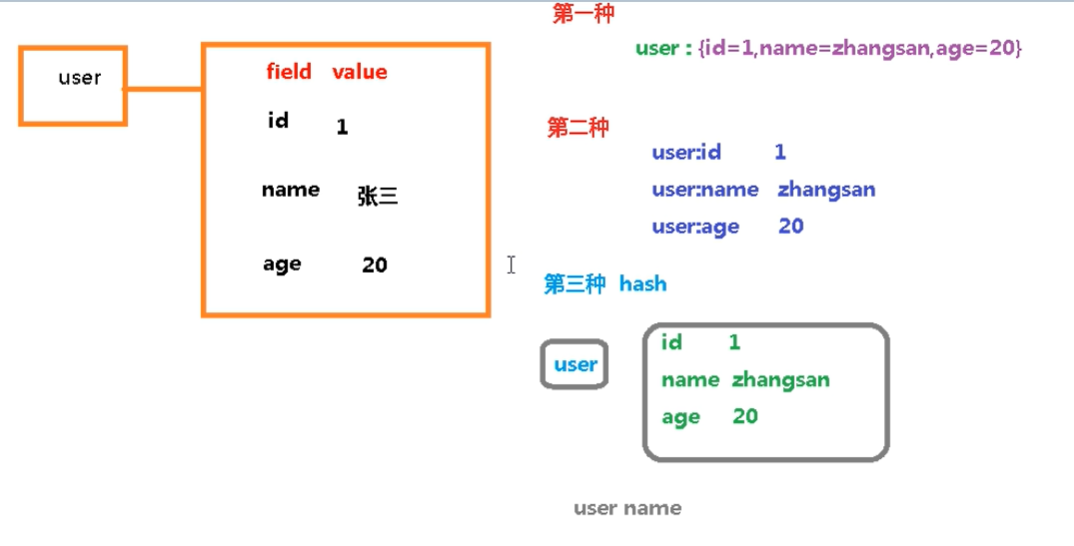 user
field value
id 1
name 张三
age 20
第一种
user : {id=1,name=zhangsan,age=20}
第二种
user:id 1
user:name zhangsan
user:age 20
第三种 hash
user
id 1
name zhangsan
age 20
user name